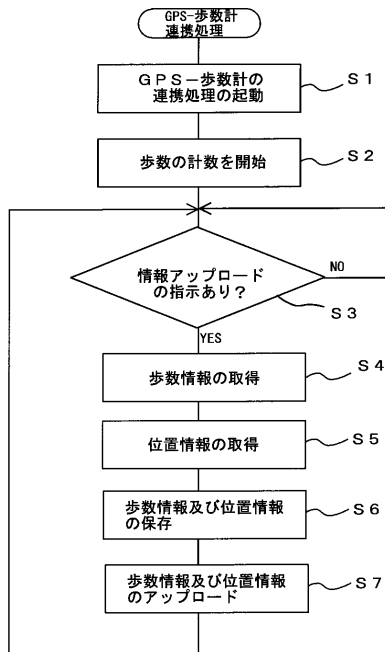 GPS-歩数計
連携処理
GPS-歩数計の
連携処理の起動
S1
歩数の計数を開始
S2
情報アップロード
の指示あり?
NO
S3
YES
歩数情報の取得
S4
位置情報の取得
S5
歩数情報及び位置情報
の保存
S6
歩数情報及び位置情報
のアップロード
S7